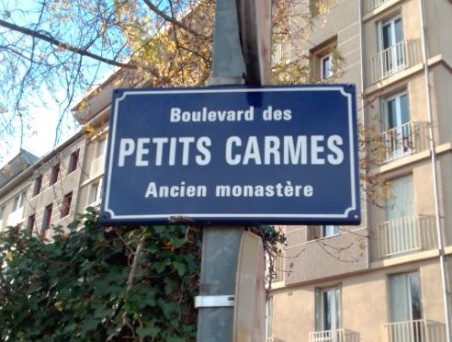 Boulevard des
PETITS CARMES
Ancien monastère